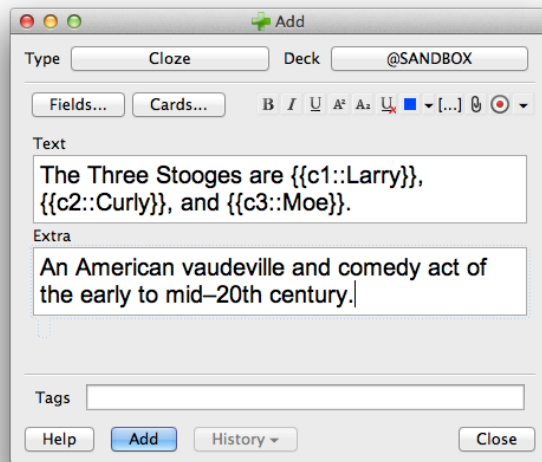 Add
Type Cloze Deck @SANDBOX
Fields... Cards... B I U A² A₂ U [...]
Text
The Three Stooges are {{c1::Larry}},
{{c2::Curly}}, and {{c3::Moe}}.
Extra
An American vaudeville and comedy act of
the early to mid–20th century.
Tags
Help Add History Close